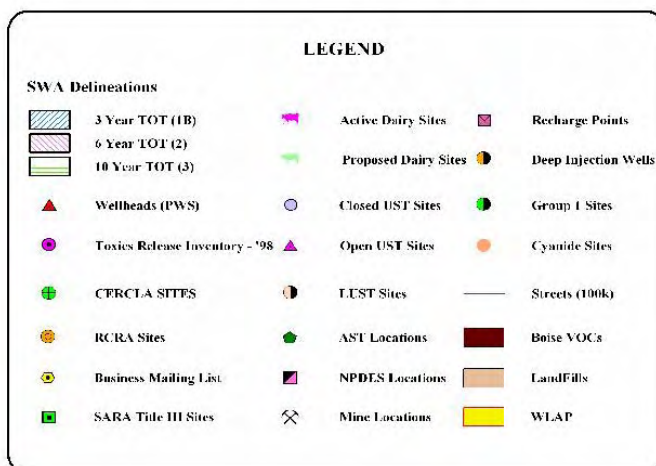 LEGEND
SWA Delineations
3 Year TOT (1B)
6 Year TOT (2)
10 Year TOT (3)
Wellheads (PWS)
Toxics Release Inventory - '98
CERCLA SITES
RCRA Sites
Business Mailing List
SARA Title III Sites
Active Dairy Sites
Proposed Dairy Sites
Closed UST Sites
Open UST Sites
LUST Sites
AST Locations
NPDES Locations
Mine Locations
Recharge Points
Deep Injection Wells
Group 1 Sites
Cyanide Sites
Streets (100k)
Boise VOCs
LandFills
WLAP